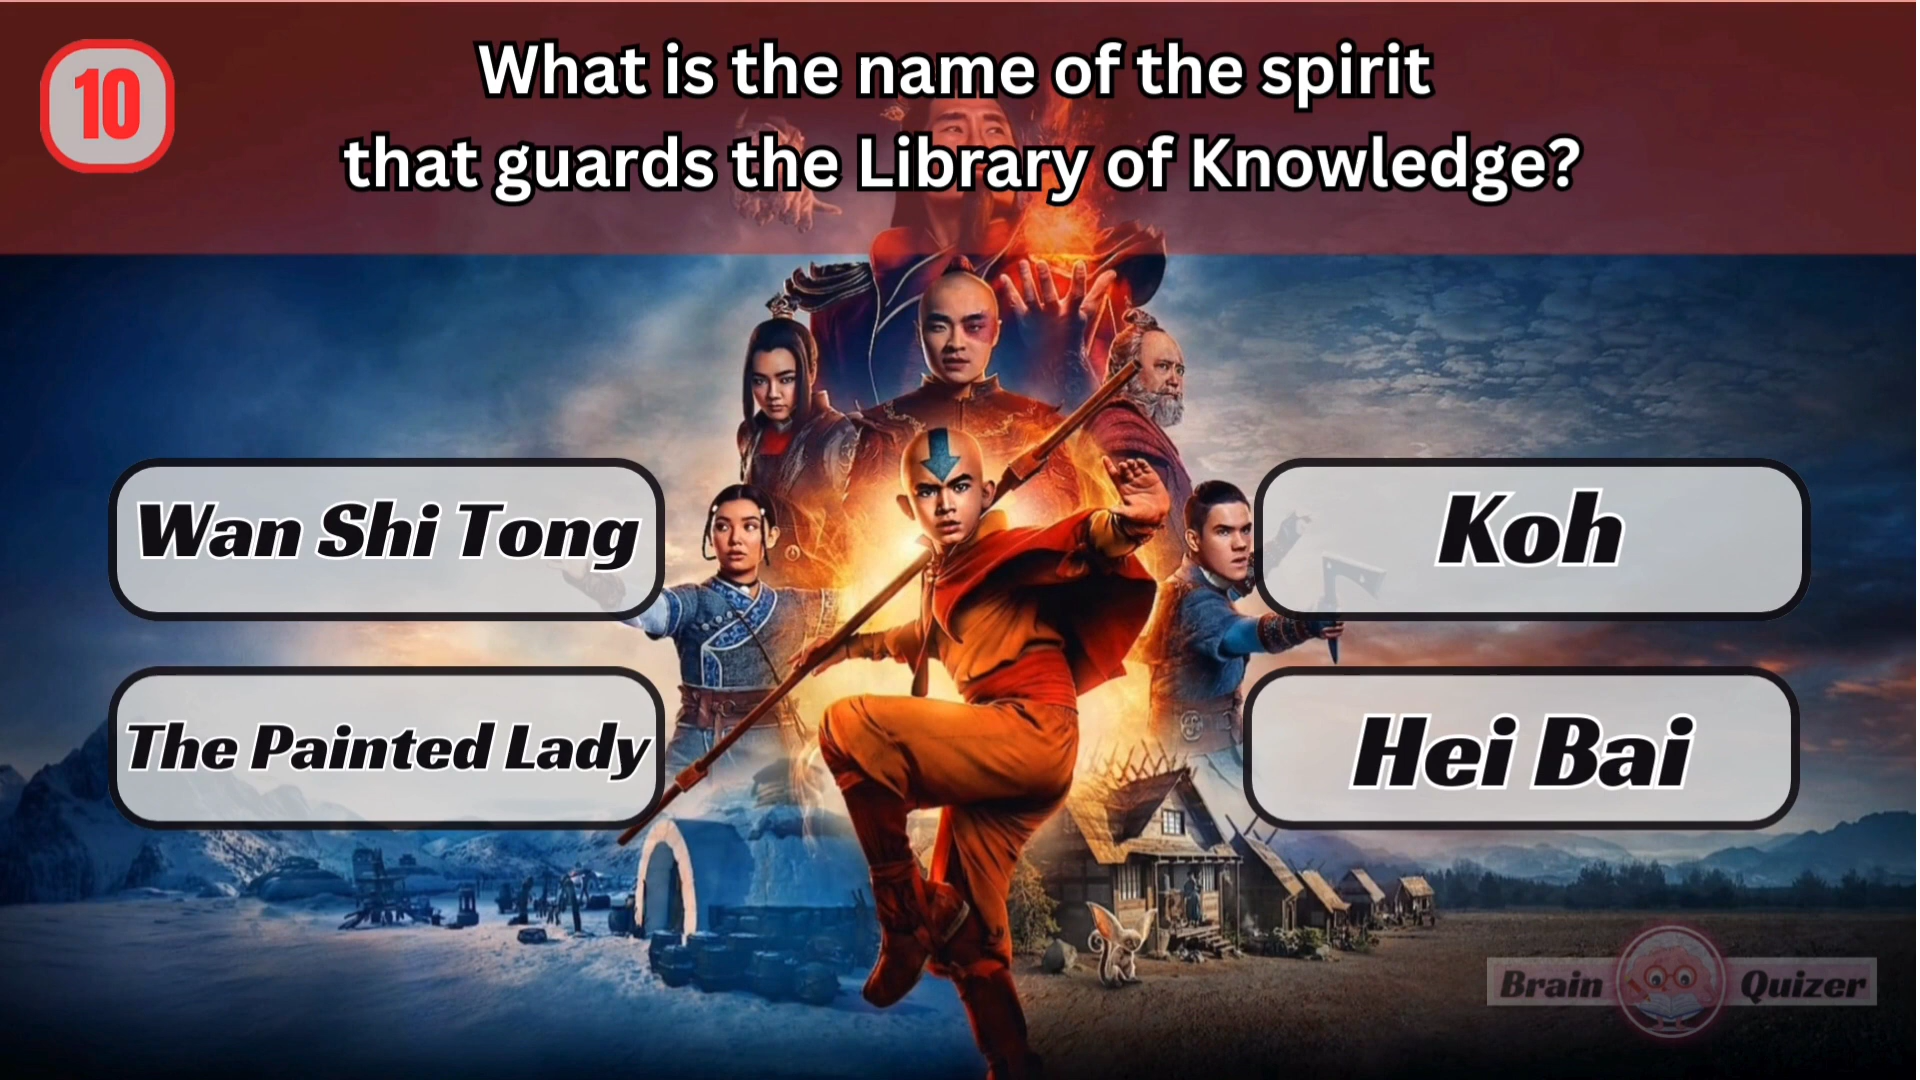 10
What is the name of the spirit
that guards the Library of Knowledge?
Wan Shi Tong
Koh
The Painted Lady
Hei Bai
Brain Quizer